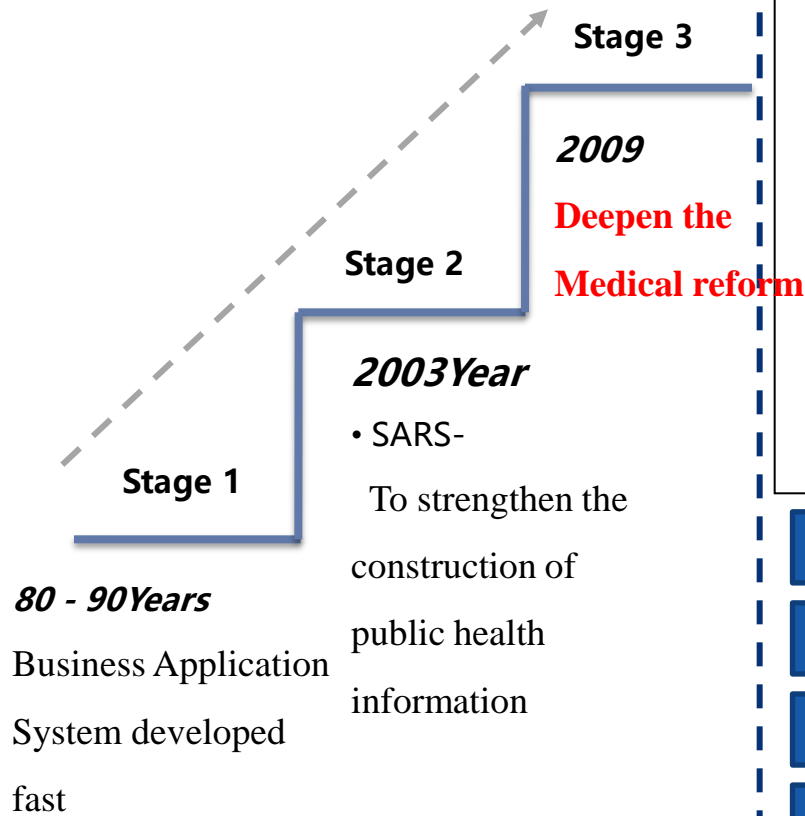 Stage 3
2009
Deepen the
Medical reform
Stage 2
2003Year
• SARS-
To strengthen the
construction of
public health
information
Stage 1
80 - 90Years
Business Application
System developed
fast